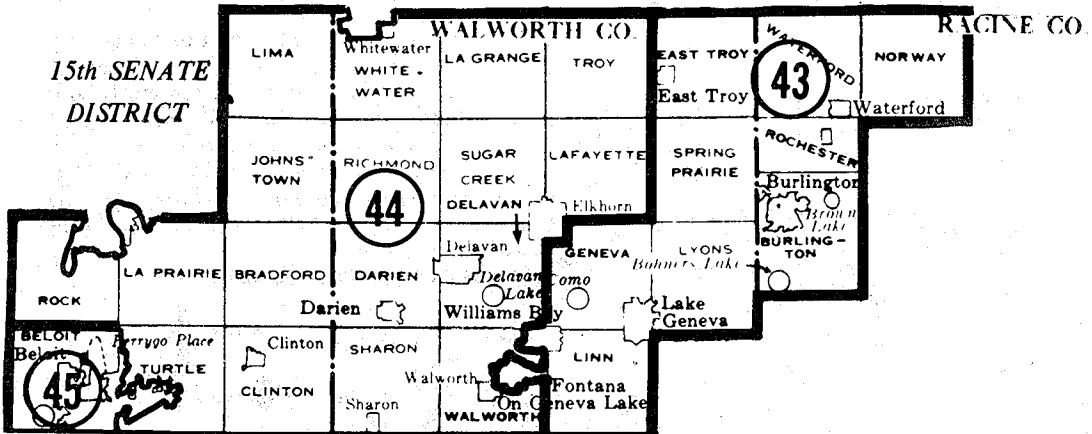 WALWORTH CO.
RACINE CO.
15th SENATE
DISTRICT
LIMA
Whitewater
WHITE
WATER
LA GRANGE
TROY
EAST TROY
East Troy
WATERFORD
43
NORWAY
Waterford
JOHNS
TOWN
RICHMOND
44
SUGAR
CREEK
LAFAYETTE
SPRING
PRAIRIE
ROCHESTER
DELAVAN
Elkhorn
Burlington
Brown
Lake
BURLING-
TON
ROCK
LA PRAIRIE
BRADFORD
DARIEN
Darien
Delavan
Delavan
Lake
Como
Williams Bay
GENEVA
LYONS
Bohners Lake
Lake
Geneva
BELOIT
Beloit
Perrygo Place
TURTLE
45
Clinton
CLINTON
SHARON
Sharon
Walworth
WALWORTH
LINN
Fontana
On Geneva Lake